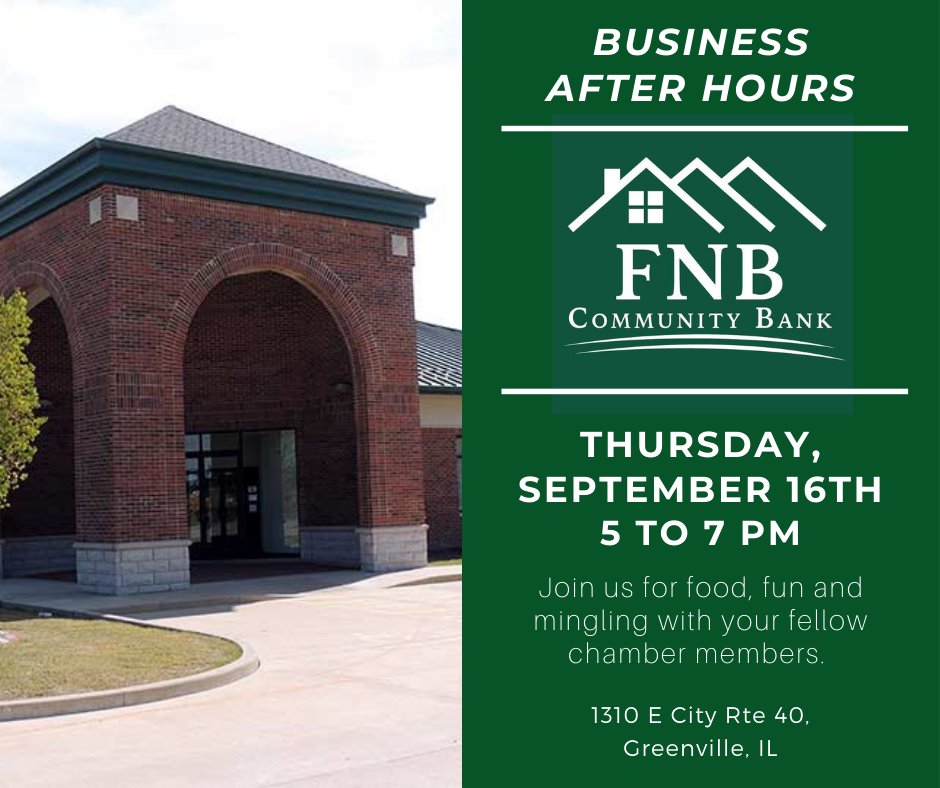 BUSINESS
AFTER HOURS
FNB
COMMUNITY BANK
THURSDAY,
SEPTEMBER 16TH
5 TO 7 PM
Join us for food, fun and
mingling with your fellow
chamber members.
1310 E City Rte 40,
Greenville, IL